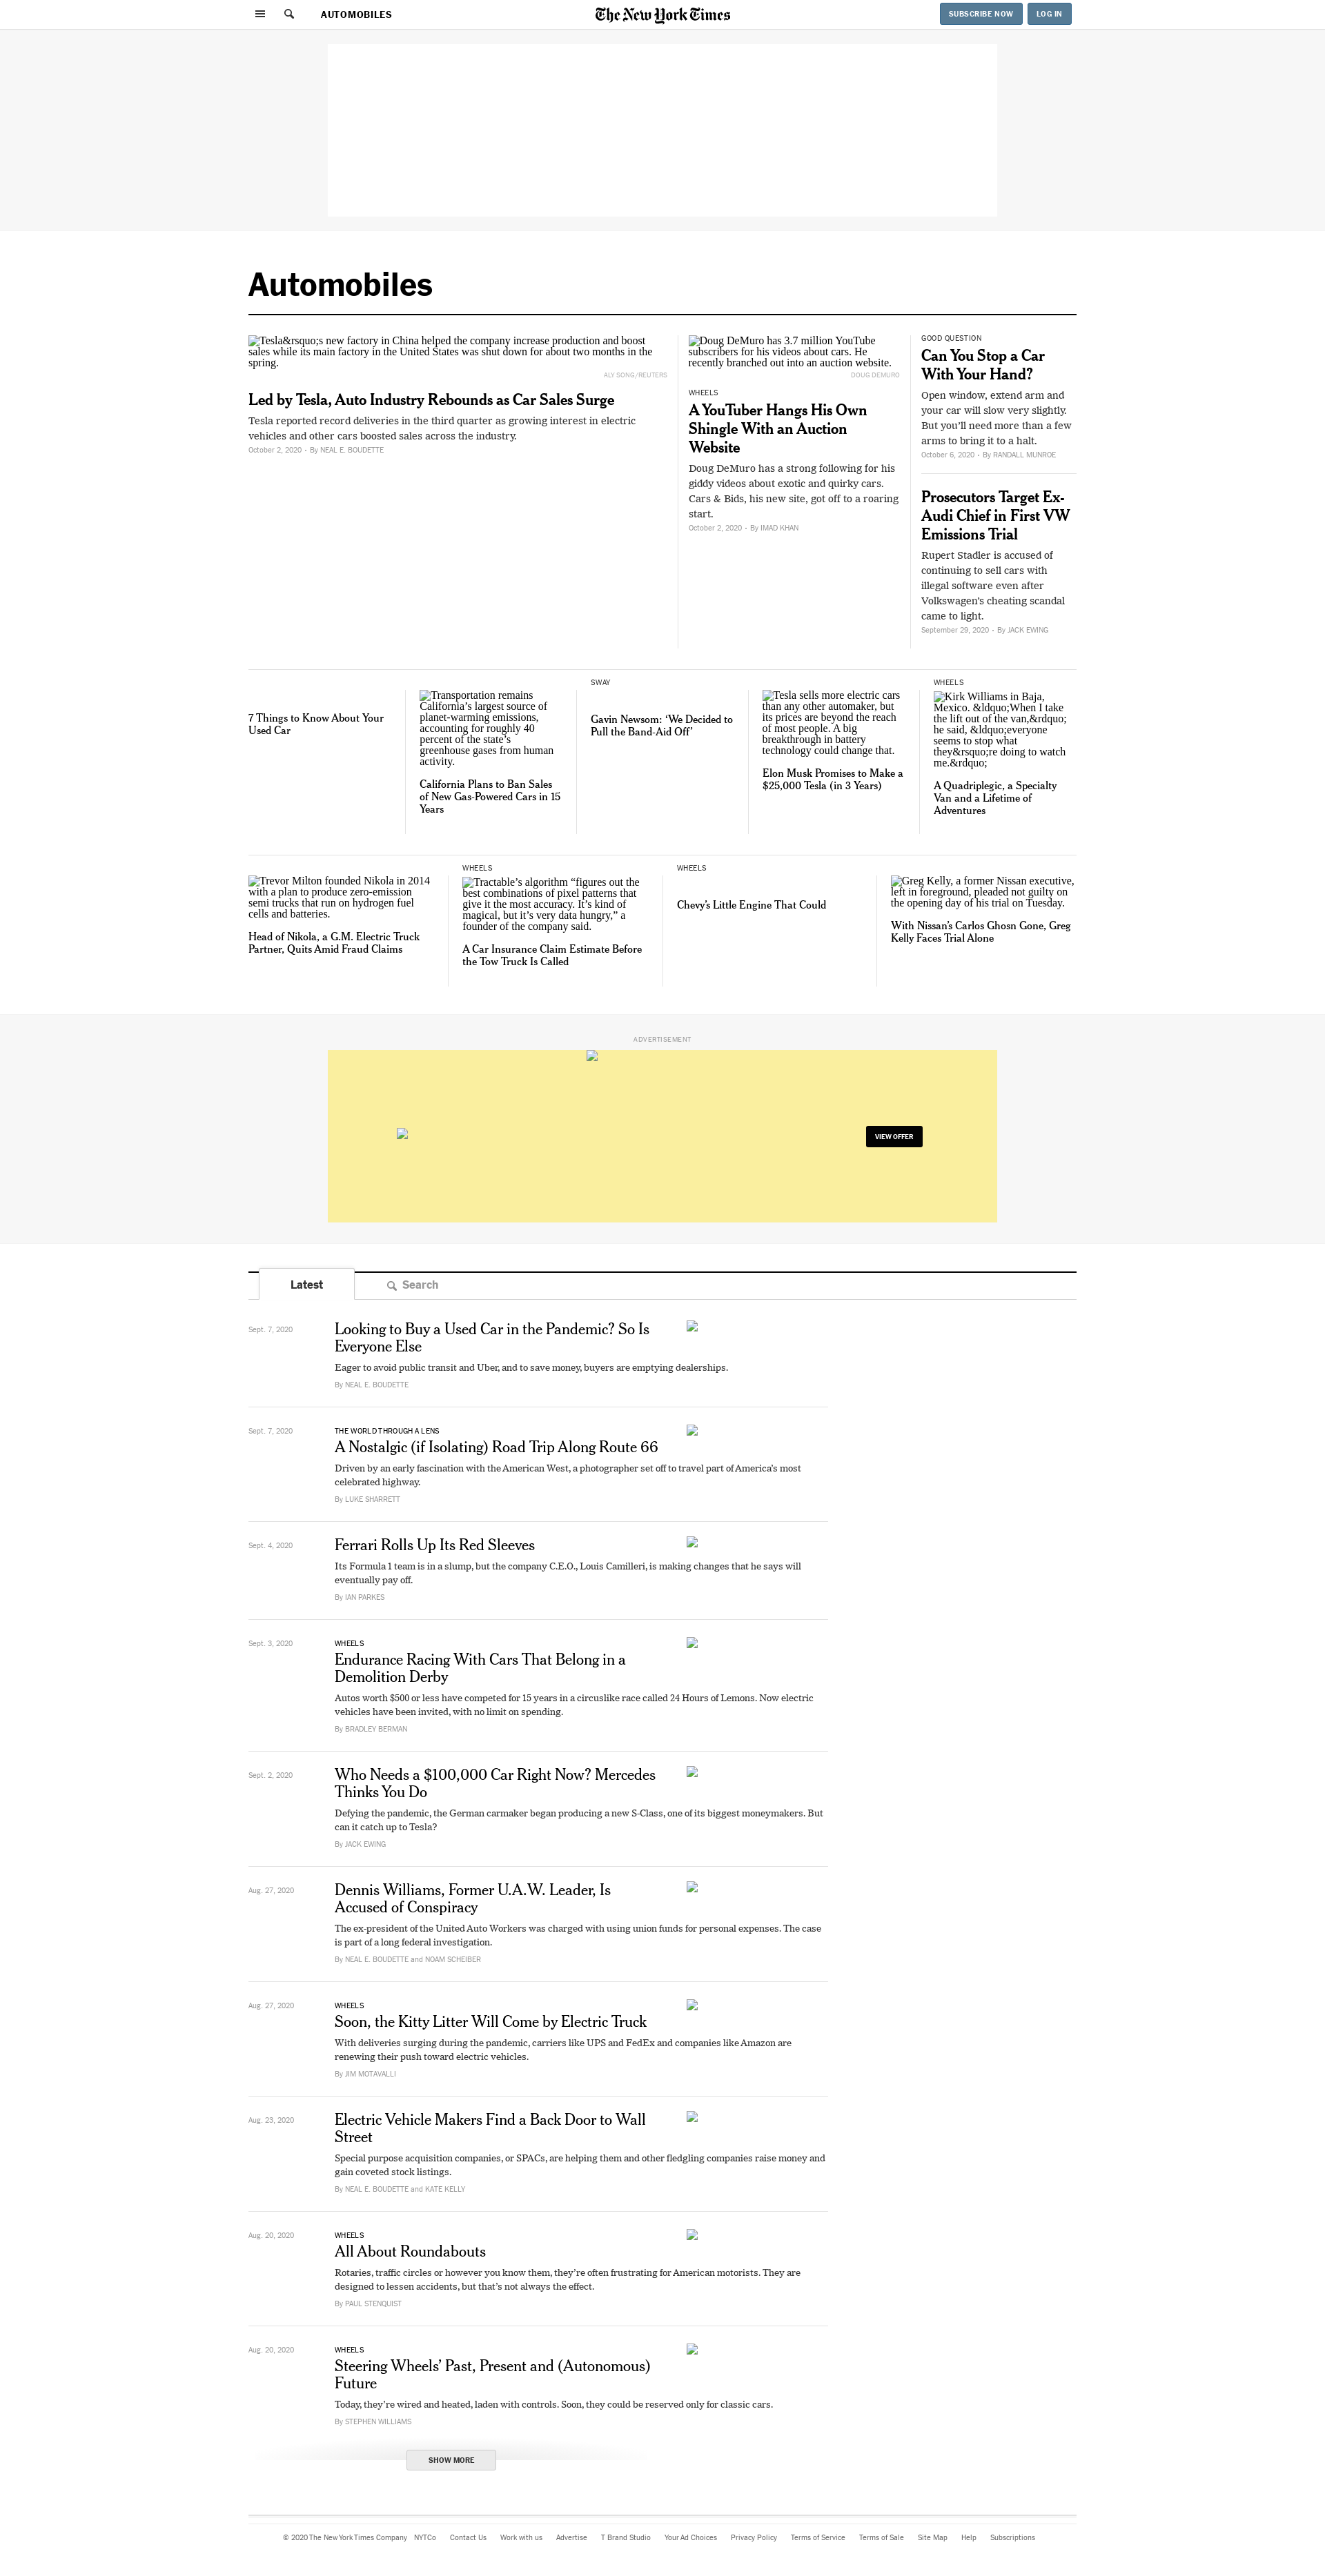 AUTOMOBILES
The New York Times
SUBSCRIBE NOW
LOG IN
Automobiles
Tesla&rsquo;s new factory in China helped the company increase production and boost
sales while its main factory in the United States was shut down for about two months in the
spring.
ALY SONG/REUTERS
Led by Tesla, Auto Industry Rebounds as Car Sales Surge
Tesla reported record deliveries in the third quarter as growing interest in electric
vehicles and other cars boosted sales across the industry.
October 2, 2020 - By NEAL E. BOUDETTE
Doug DeMuro has 3.7 million YouTube
subscribers for his videos about cars. He
recently branched out into an auction website.
DOUG DEMURO
WHEELS
A YouTuber Hangs His Own
Shingle With an Auction
Website
Doug DeMuro has a strong following for his
giddy videos about exotic and quirky cars.
Cars & Bids, his new site, got off to a roaring
start.
October 2, 2020 - By IMAD KHAN
GOOD QUESTION
Can You Stop a Car
With Your Hand?
Open window, extend arm and
your car will slow very slightly.
But you’ll need more than a few
arms to bring it to a halt.
October 6, 2020 - By RANDALL MUNROE
Prosecutors Target Ex-
Audi Chief in First VW
Emissions Trial
Rupert Stadler is accused of
continuing to sell cars with
illegal software even after
Volkswagen’s cheating scandal
came to light.
September 29, 2020 - By JACK EWING
7 Things to Know About Your
Used Car
Transportation remains
California’s largest source of
planet-warming emissions,
accounting for roughly 40
percent of the state’s
greenhouse gases from human
activity.
California Plans to Ban Sales
of New Gas-Powered Cars in 15
Years
SWAY
Gavin Newsom: ‘We Decided to
Pull the Band-Aid Off’
Tesla sells more electric cars
than any other automaker, but
its prices are beyond the reach
of most people. A big
breakthrough in battery
technology could change that.
Elon Musk Promises to Make a
$25,000 Tesla (in 3 Years)
WHEELS
Kirk Williams in Baja,
Mexico. &ldquo;When I take
the lift out of the van,&rdquo;
he said, &ldquo;everyone
seems to stop what
they&rsquo;re doing to watch
me.&rdquo;
A Quadriplegic, a Specialty
Van and a Lifetime of
Adventures
Trevor Milton founded Nikola in 2014
with a plan to produce zero-emission
semi trucks that run on hydrogen fuel
cells and batteries.
Head of Nikola, a G.M. Electric Truck
Partner, Quits Amid Fraud Claims
WHEELS
Tractable’s algorithm “figures out the
best combinations of pixel patterns that
give it the most accuracy. It’s kind of
magical, but it’s very data hungry,” a
founder of the company said.
A Car Insurance Claim Estimate Before
the Tow Truck Is Called
WHEELS
Chevy’s Little Engine That Could
Greg Kelly, a former Nissan executive,
left in foreground, pleaded not guilty on
the opening day of his trial on Tuesday.
With Nissan’s Carlos Ghosn Gone, Greg
Kelly Faces Trial Alone
ADVERTISEMENT
VIEW OFFER
Latest
Search
Sept. 7, 2020
Looking to Buy a Used Car in the Pandemic? So Is
Everyone Else
Eager to avoid public transit and Uber, and to save money, buyers are emptying dealerships.
By NEAL E. BOUDETTE
Sept. 7, 2020
THE WORLD THROUGH A LENS
A Nostalgic (if Isolating) Road Trip Along Route 66
Driven by an early fascination with the American West, a photographer set off to travel part of America’s most
celebrated highway.
By LUKE SHARRETT
Sept. 4, 2020
Ferrari Rolls Up Its Red Sleeves
Its Formula 1 team is in a slump, but the company C.E.O., Louis Camilleri, is making changes that he says will
eventually pay off.
By IAN PARKES
Sept. 3, 2020
WHEELS
Endurance Racing With Cars That Belong in a
Demolition Derby
Autos worth $500 or less have competed for 15 years in a circuslike race called 24 Hours of Lemons. Now electric
vehicles have been invited, with no limit on spending.
By BRADLEY BERMAN
Sept. 2, 2020
Who Needs a $100,000 Car Right Now? Mercedes
Thinks You Do
Defying the pandemic, the German carmaker began producing a new S-Class, one of its biggest moneymakers. But
can it catch up to Tesla?
By JACK EWING
Aug. 27, 2020
Dennis Williams, Former U.A.W. Leader, Is
Accused of Conspiracy
The ex-president of the United Auto Workers was charged with using union funds for personal expenses. The case
is part of a long federal investigation.
By NEAL E. BOUDETTE and NOAM SCHEIBER
Aug. 27, 2020
WHEELS
Soon, the Kitty Litter Will Come by Electric Truck
With deliveries surging during the pandemic, carriers like UPS and FedEx and companies like Amazon are
renewing their push toward electric vehicles.
By JIM MOTAVALLI
Aug. 23, 2020
Electric Vehicle Makers Find a Back Door to Wall
Street
Special purpose acquisition companies, or SPACs, are helping them and other fledgling companies raise money and
gain coveted stock listings.
By NEAL E. BOUDETTE and KATE KELLY
Aug. 20, 2020
WHEELS
All About Roundabouts
Rotaries, traffic circles or however you know them, they’re often frustrating for American motorists. They are
designed to lessen accidents, but that’s not always the effect.
By PAUL STENQUIST
Aug. 20, 2020
WHEELS
Steering Wheels’ Past, Present and (Autonomous)
Future
Today, they’re wired and heated, laden with controls. Soon, they could be reserved only for classic cars.
By STEPHEN WILLIAMS
SHOW MORE
© 2020 The New York Times Company NYTCo Contact Us Work with us Advertise T Brand Studio Your Ad Choices Privacy Policy Terms of Service Terms of Sale Site Map Help Subscriptions